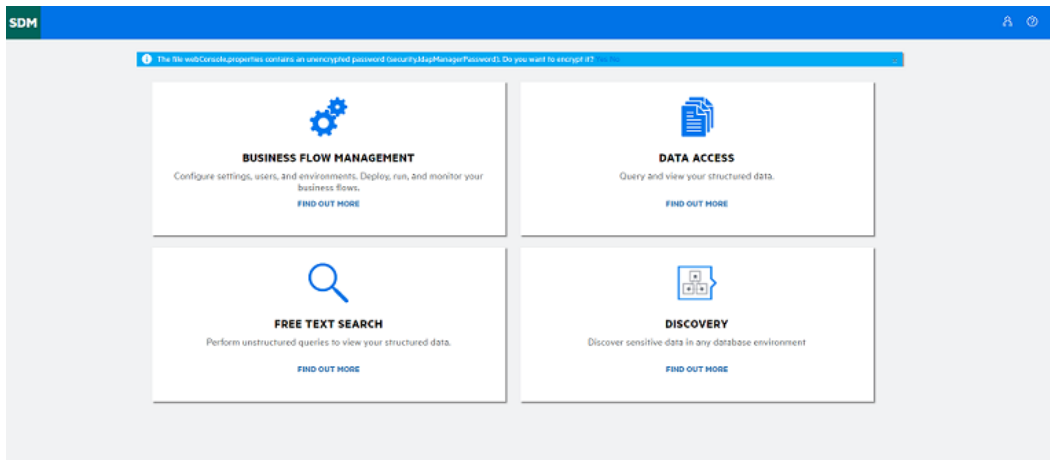 SDM
The file webConsole.properties contains an unencrypted password (security.ldapManagerPassword). Do you want to encrypt it? Yes No
BUSINESS FLOW MANAGEMENT
Configure settings, users, and environments. Deploy, run, and monitor your
business flows.
FIND OUT MORE
DATA ACCESS
Query and view your structured data.
FIND OUT MORE
FREE TEXT SEARCH
Perform unstructured queries to view your structured data.
FIND OUT MORE
DISCOVERY
Discover sensitive data in any database environment
FIND OUT MORE